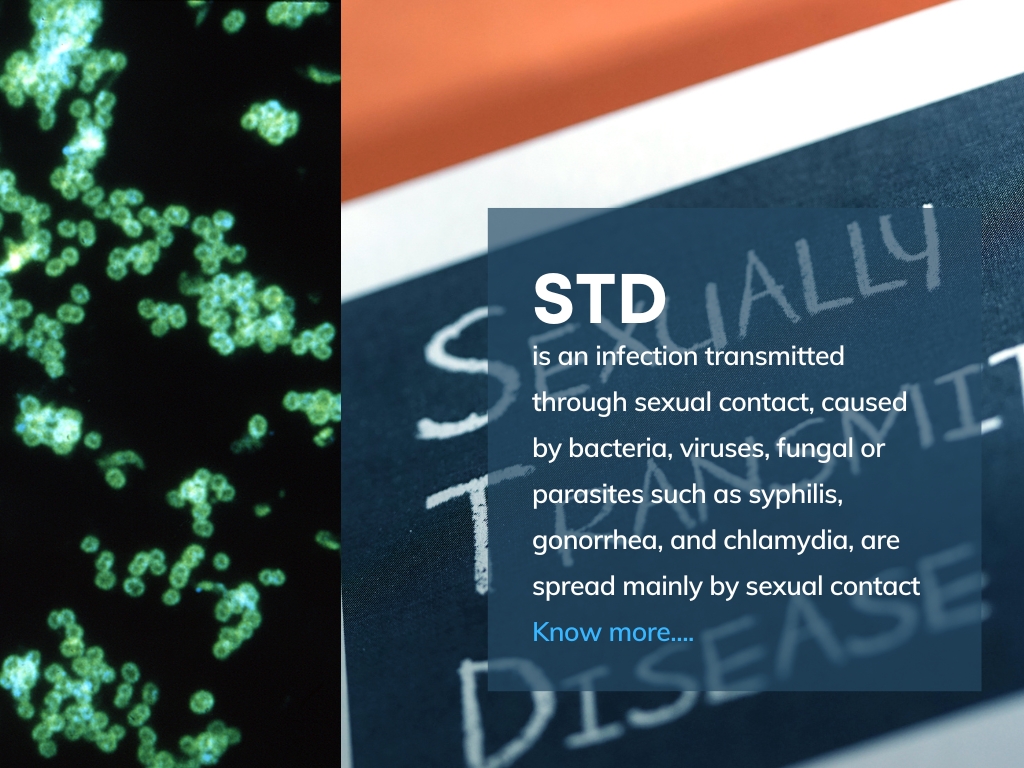 SEXUALLY
TRANSMIT
DISEASE
STD
is an infection transmitted
through sexual contact, caused
by bacteria, viruses, fungal or
parasites such as syphilis,
gonorrhea, and chlamydia, are
spread mainly by sexual contact
Know more....